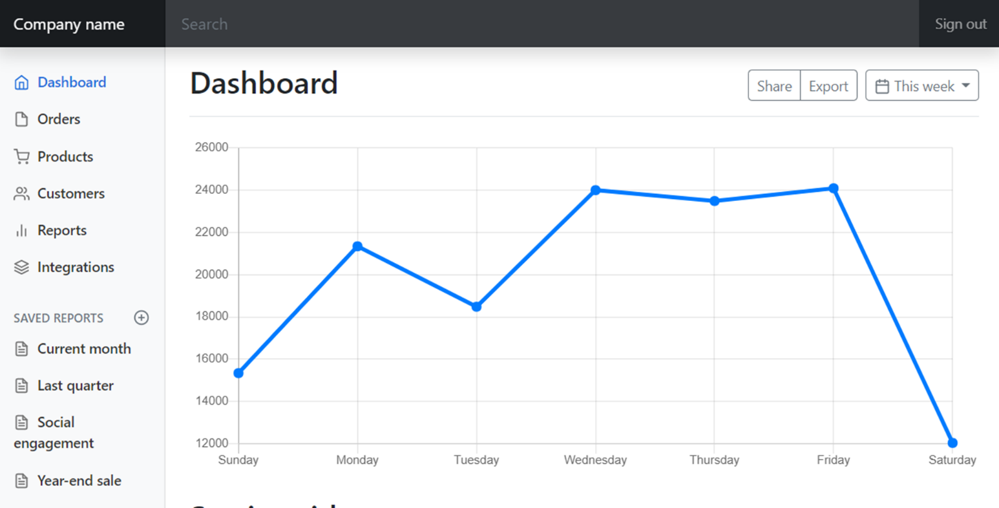 Company name
Search
Sign out
Dashboard
Orders
Products
Customers
Reports
Integrations
SAVED REPORTS
Current month
Last quarter
Social
engagement
Year-end sale
Dashboard
Share
Export
This week
26000
24000
22000
20000
18000
16000
14000
12000
Sunday
Monday
Tuesday
Wednesday
Thursday
Friday
Saturday